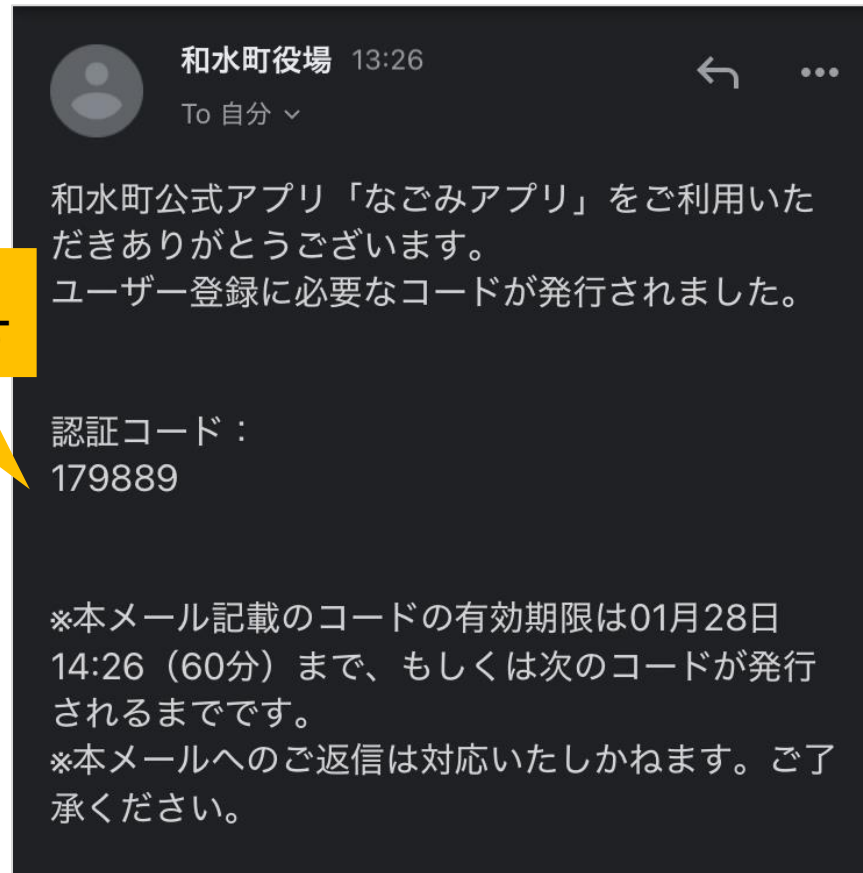 和水町役場 13:26
To 自分
和水町公式アプリ「なごみアプリ」をご利用いた
だきありがとうございます。
ユーザー登録に必要なコードが発行されました。
認証コード：
179889
※本メール記載のコードの有効期限は01月28日
14:26（60分）まで、もしくは次のコードが発行
されるまでです。
※本メールへのご返信は対応いたしかねます。ご了
承ください。